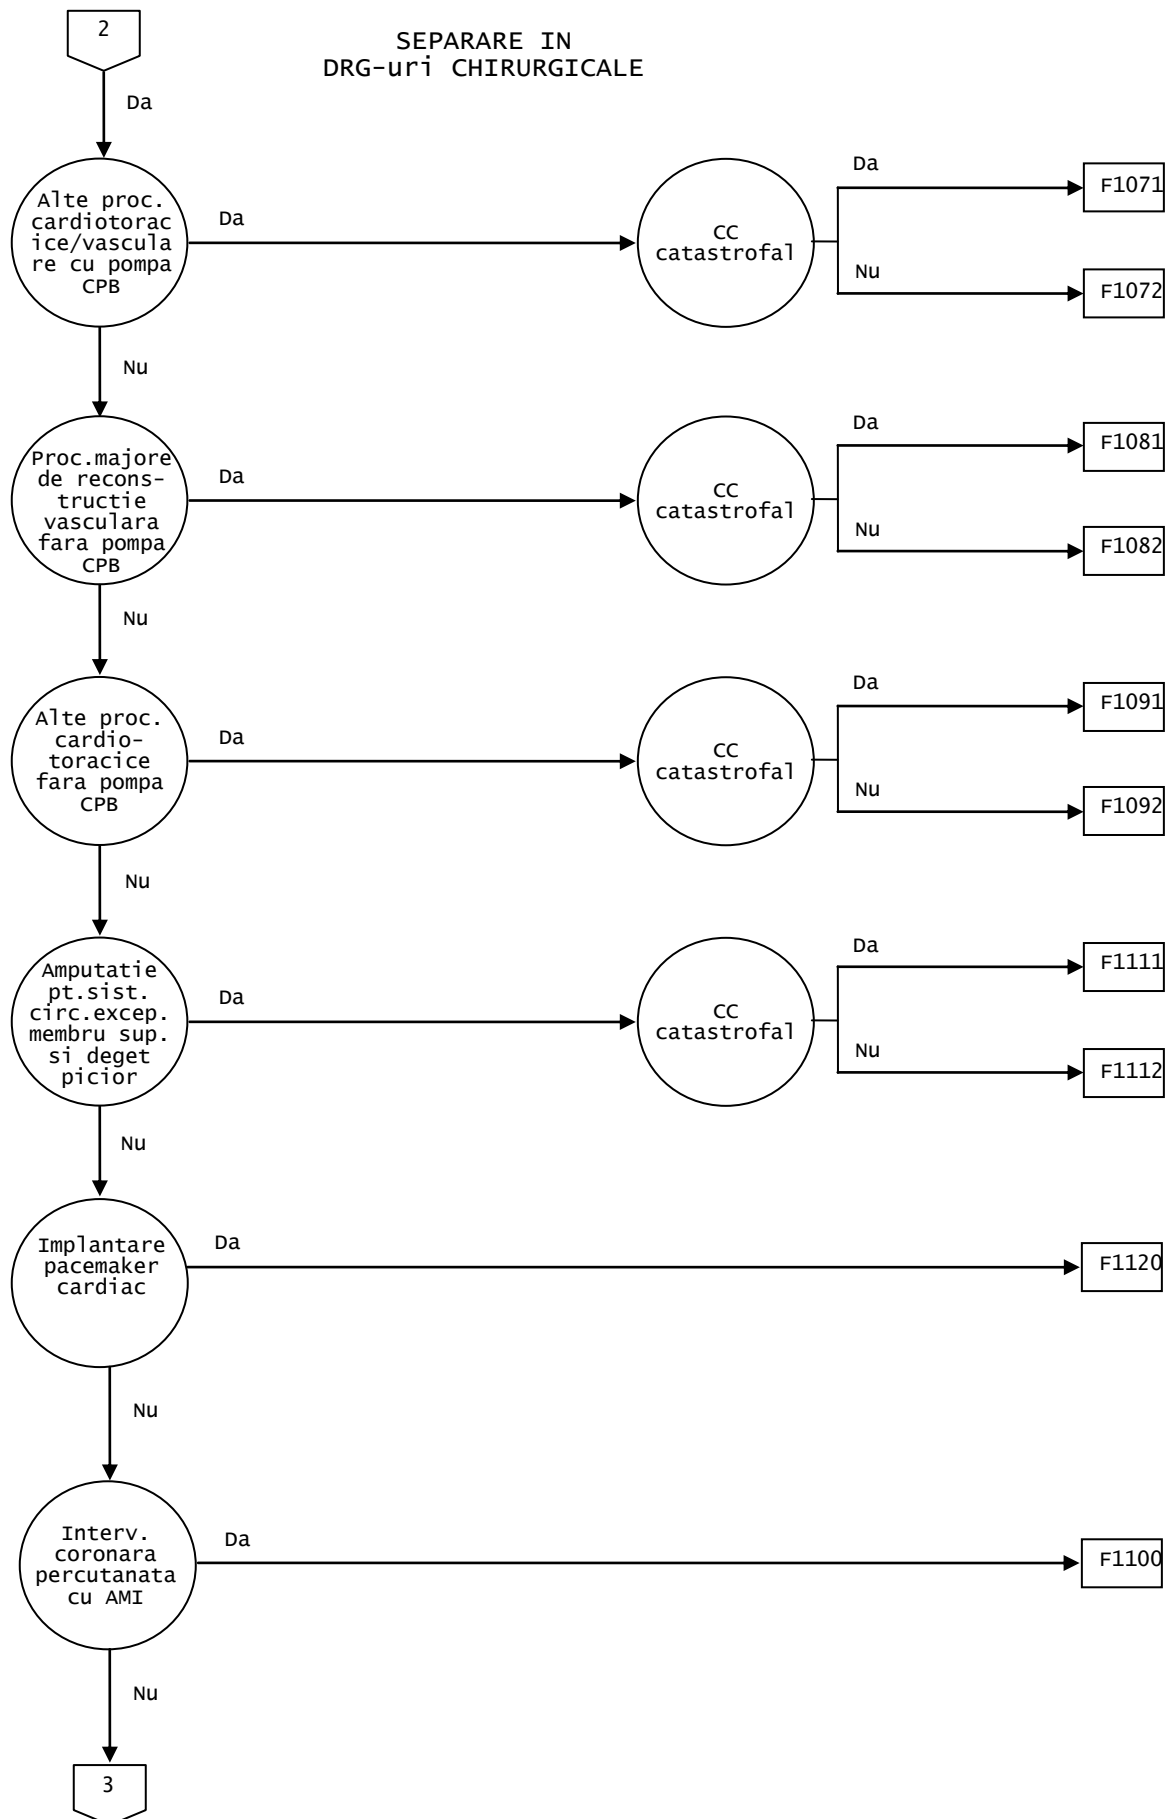 2
SEPARARE IN
DRG-uri CHIRURGICALE
Da
Alte proc.
cardiotorac
ice/vascula
re cu pompa
CPB
Da
CC
catastrofal
Da
F1071
Nu
F1072
Nu
Proc.majore
de recons-
tructie
vasculara
fara pompa
CPB
Da
CC
catastrofal
Da
F1081
Nu
F1082
Nu
Alte proc.
cardio-
toracice
fara pompa
CPB
Da
CC
catastrofal
Da
F1091
Nu
F1092
Nu
Amputatie
pt.sist.
circ.excep.
membru sup.
si deget
picior
Da
CC
catastrofal
Da
F1111
Nu
F1112
Nu
Implantare
pacemaker
cardiac
Da
F1120
Nu
Interv.
coronara
percutanata
cu AMI
Da
F1100
Nu
3